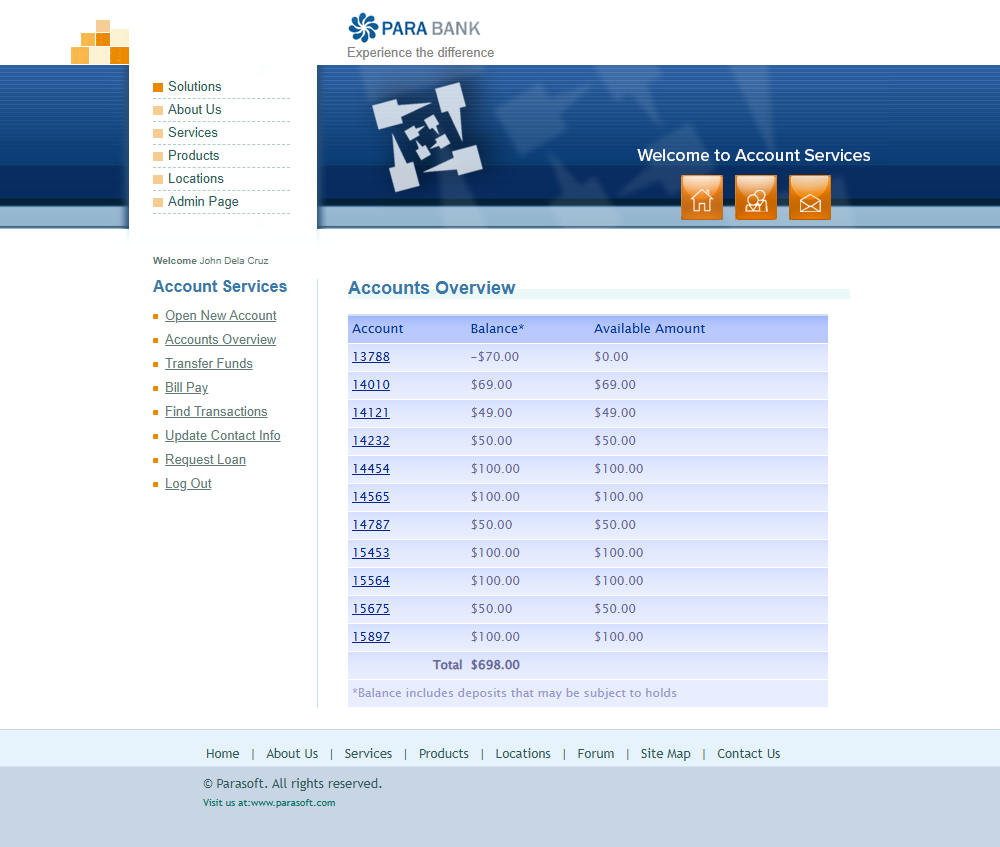 PARA BANK
Experience the difference
Solutions
About Us
Services
Products
Locations
Admin Page
Welcome to Account Services
Welcome John Dela Cruz
Account Services
Open New Account
Accounts Overview
Transfer Funds
Bill Pay
Find Transactions
Update Contact Info
Request Loan
Log Out
Accounts Overview
Account Balance* Available Amount
13788 -$70.00 $0.00
14010 $69.00 $69.00
14121 $49.00 $49.00
14232 $50.00 $50.00
14454 $100.00 $100.00
14565 $100.00 $100.00
14787 $50.00 $50.00
15453 $100.00 $100.00
15564 $100.00 $100.00
15675 $50.00 $50.00
15897 $100.00 $100.00
Total $698.00
*Balance includes deposits that may be subject to holds
Home | About Us | Services | Products | Locations | Forum | Site Map | Contact Us
© Parasoft. All rights reserved.
Visit us at:www.parasoft.com